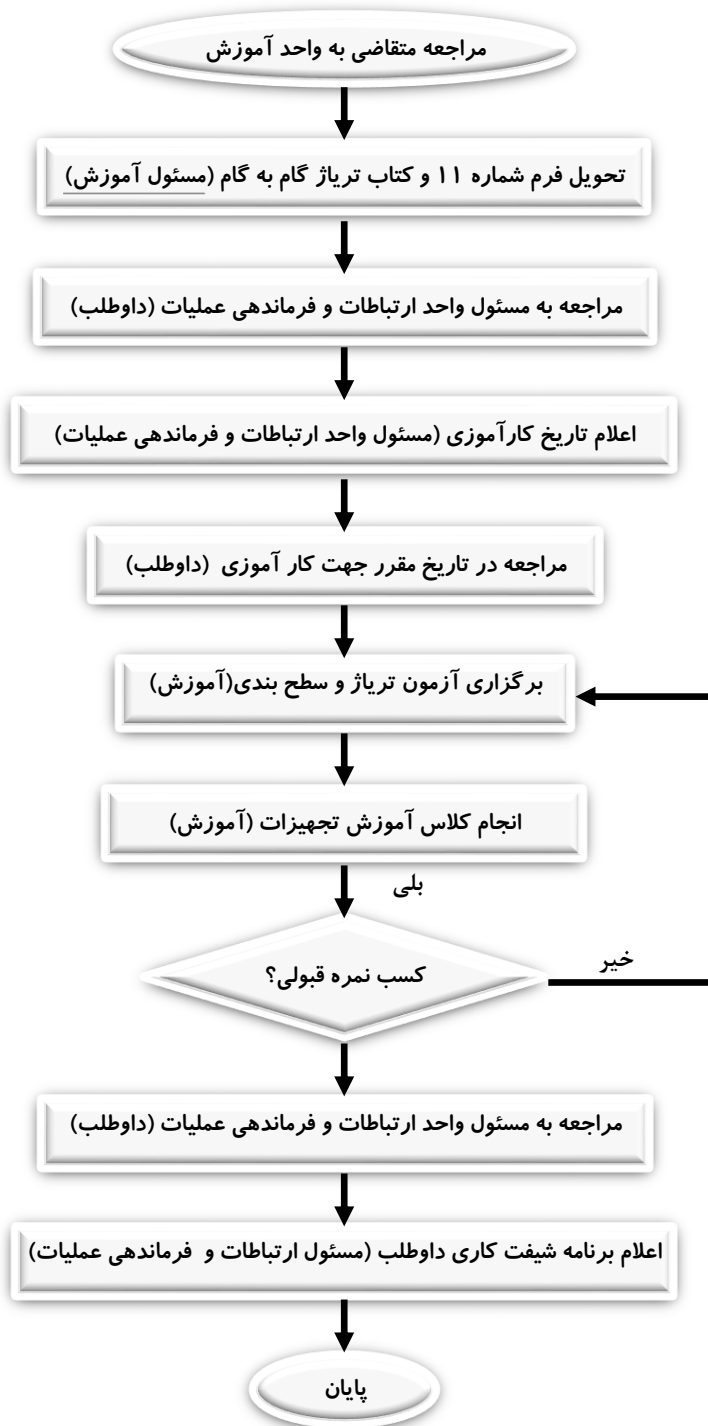 مراجعه متقاضی به واحد آموزش
تحویل فرم شماره ۱۱ و کتاب تریاژ گام به گام (مسئول آموزش)
مراجعه به مسئول واحد ارتباطات و فرماندهی عملیات (داوطلب)
اعلام تاریخ کارآموزی (مسئول واحد ارتباطات و فرماندهی عملیات)
مراجعه در تاریخ مقرر جهت کار آموزی (داوطلب)
برگزاری آزمون تریاژ و سطح بندی(آموزش)
انجام کلاس آموزش تجهیزات (آموزش)
بلی
کسب نمره قبولی؟
خیر
مراجعه به مسئول واحد ارتباطات و فرماندهی عملیات (داوطلب)
اعلام برنامه شیفت کاری داوطلب (مسئول ارتباطات و فرماندهی عملیات)
پایان